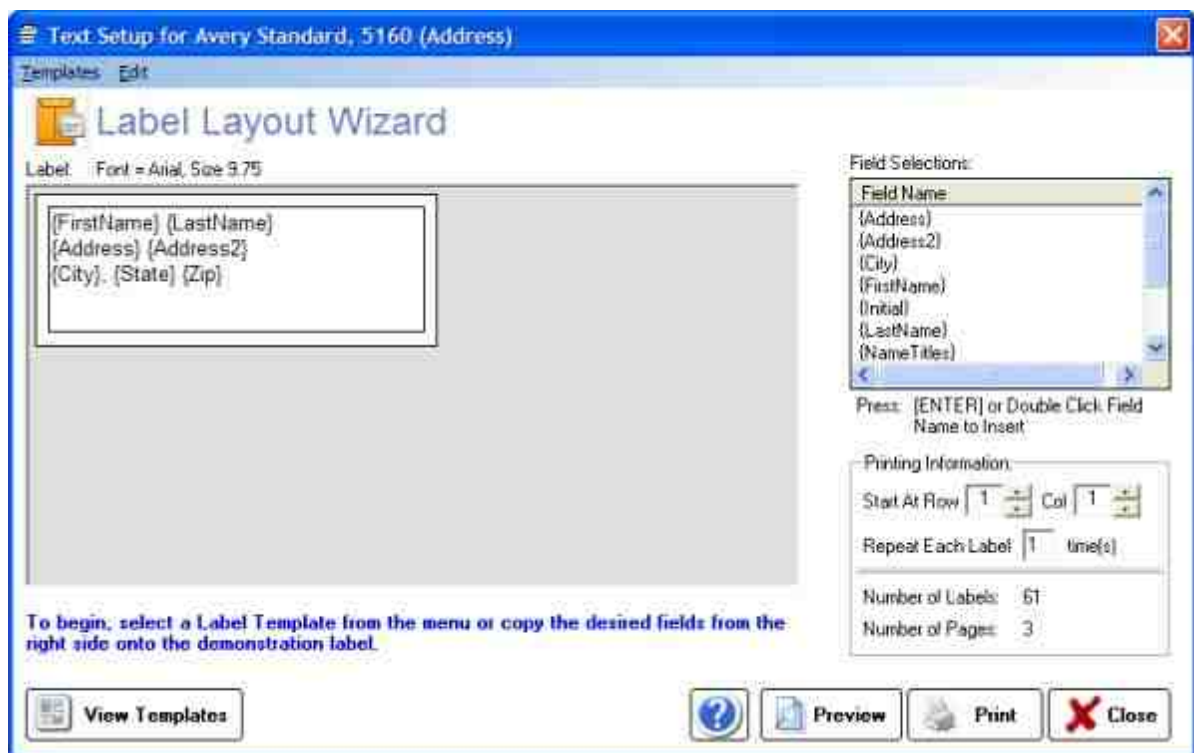 Text Setup for Avery Standard, 5160 (Address)
Templates Edit
Label Layout Wizard
Label: Font = Arial, Size 9.75
{FirstName} {LastName}
{Address} {Address2}
{City}, {State} {Zip}
Field Selections:
Field Name
{Address}
{Address2}
{City}
{FirstName}
{Initial}
{LastName}
{NameTitles}
Press [ENTER] or Double Click Field
Name to Insert
Printing Information:
Start At Row 1 Col 1
Repeat Each Label 1 time(s)
Number of Labels: 61
Number of Pages: 3
To begin, select a Label Template from the menu or copy the desired fields from the
right side onto the demonstration label.
View Templates ? Preview Print Close